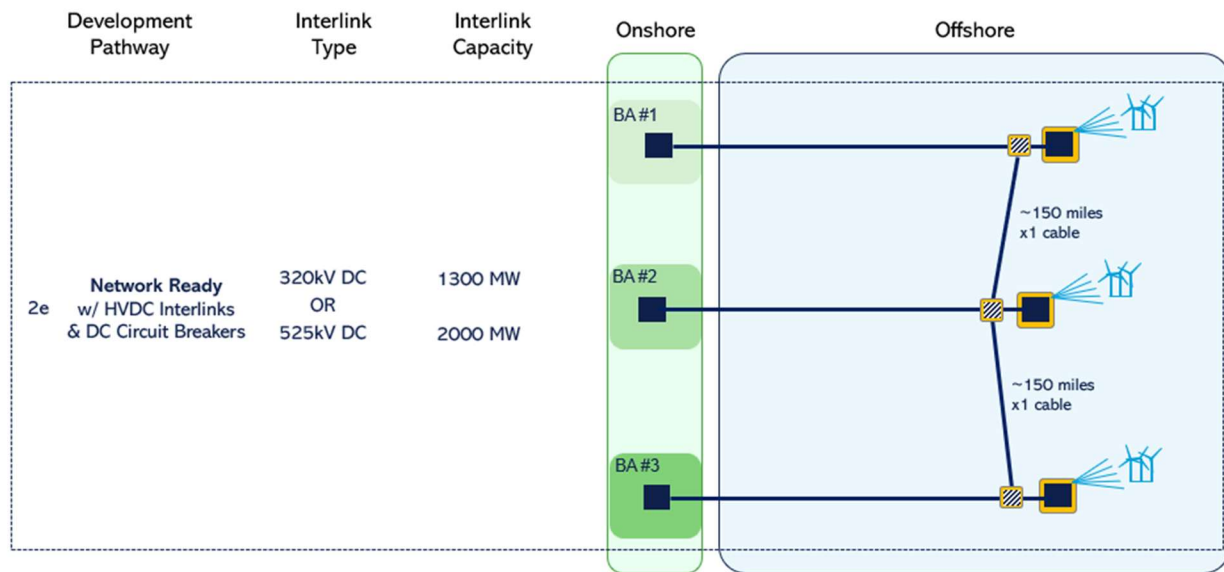 Development
Pathway
Interlink
Type
Interlink
Capacity
Onshore
Offshore
BA #1
~150 miles
x1 cable
2e
Network Ready
w/ HVDC Interlinks
& DC Circuit Breakers
320kV DC
OR
525kV DC
1300 MW
2000 MW
BA #2
~150 miles
x1 cable
BA #3